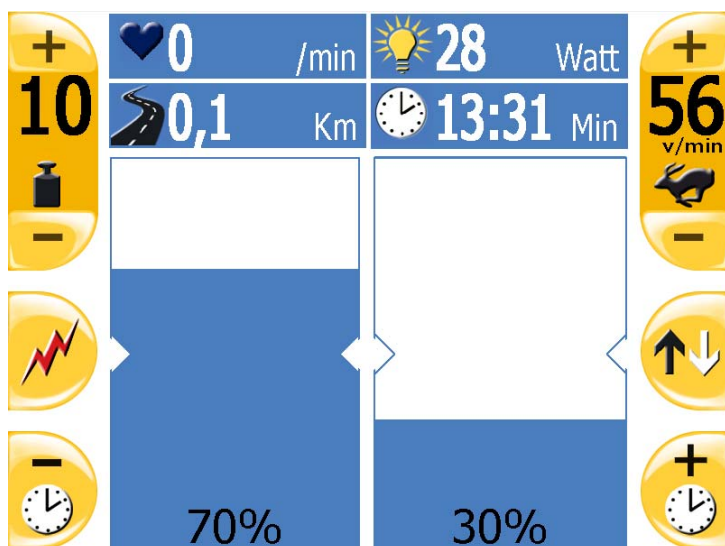 + 0 /min 28 Watt +
10 0,1 Km 13:31 Min 56
v/min
− −
− +
70% 30%